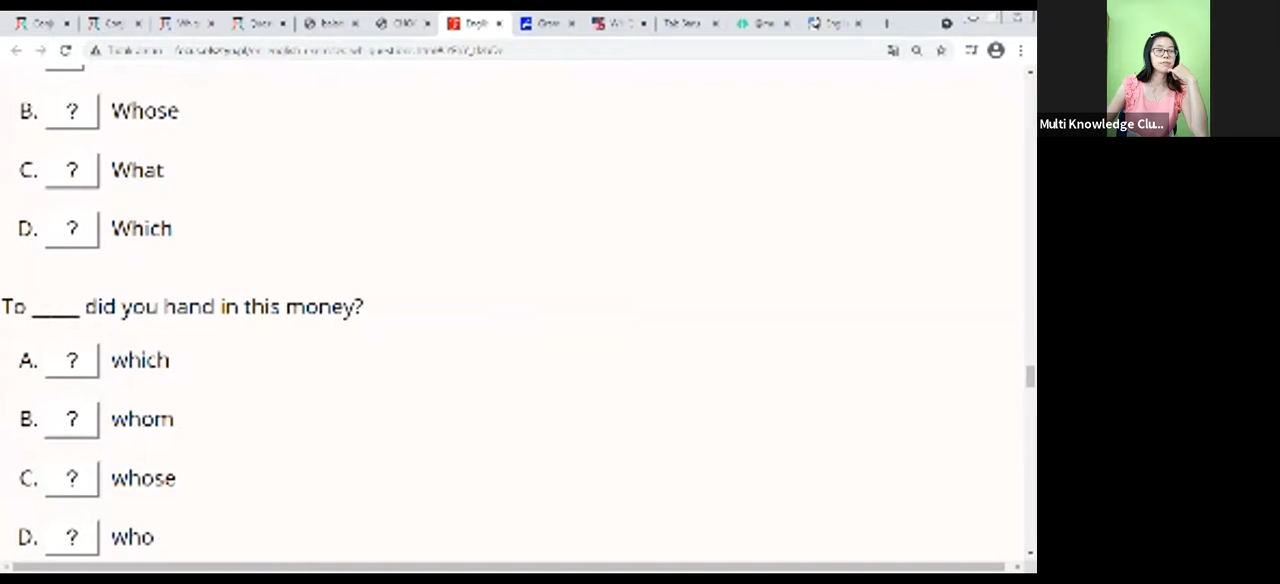 B. ? Whose
C. ? What
D. ? Which
To _____ did you hand in this money?
A. ? which
B. ? whom
C. ? whose
D. ? who
Multi Knowledge Clu...